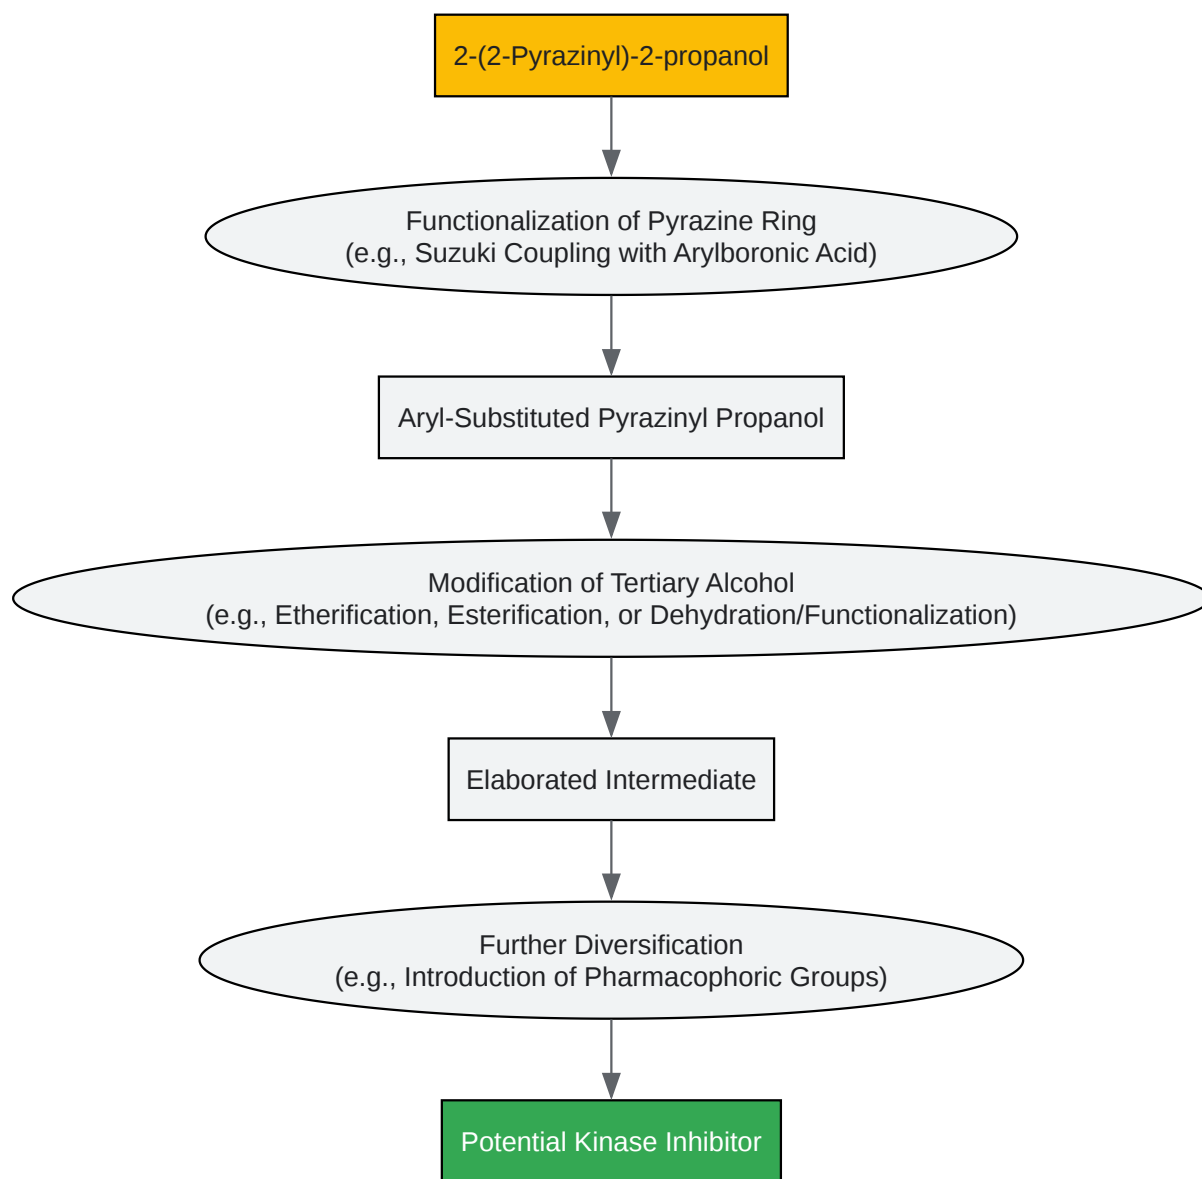 2-(2-Pyrazinyl)-2-propanol
Functionalization of Pyrazine Ring
(e.g., Suzuki Coupling with Arylboronic Acid)
Aryl-Substituted Pyrazinyl Propanol
Modification of Tertiary Alcohol
(e.g., Etherification, Esterification, or Dehydration/Functionalization)
Elaborated Intermediate
Further Diversification
(e.g., Introduction of Pharmacophoric Groups)
Potential Kinase Inhibitor